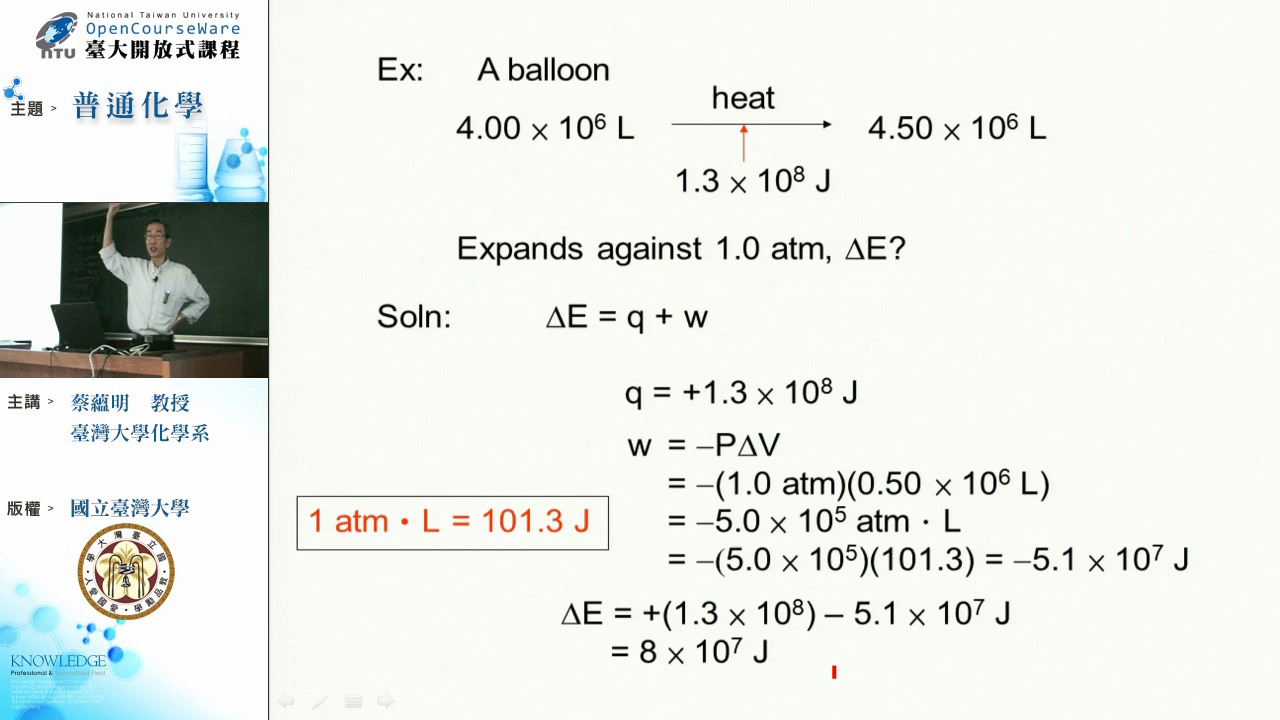 National Taiwan University
OpenCourseWare
NTU 臺大開放式課程
主題 > 普通化學
主講 > 蔡蘊明 教授
臺灣大學化學系
版權 > 國立臺灣大學
KNOWLEDGE
Ex: A balloon
heat
4.00 × 10⁶ L 4.50 × 10⁶ L
1.3 × 10⁸ J
Expands against 1.0 atm, ΔE?
Soln: ΔE = q + w
q = +1.3 × 10⁸ J
w = –PΔV
= –(1.0 atm)(0.50 × 10⁶ L)
1 atm · L = 101.3 J
= –5.0 × 10⁵ atm · L
= –(5.0 × 10⁵)(101.3) = –5.1 × 10⁷ J
ΔE = +(1.3 × 10⁸) – 5.1 × 10⁷ J
= 8 × 10⁷ J